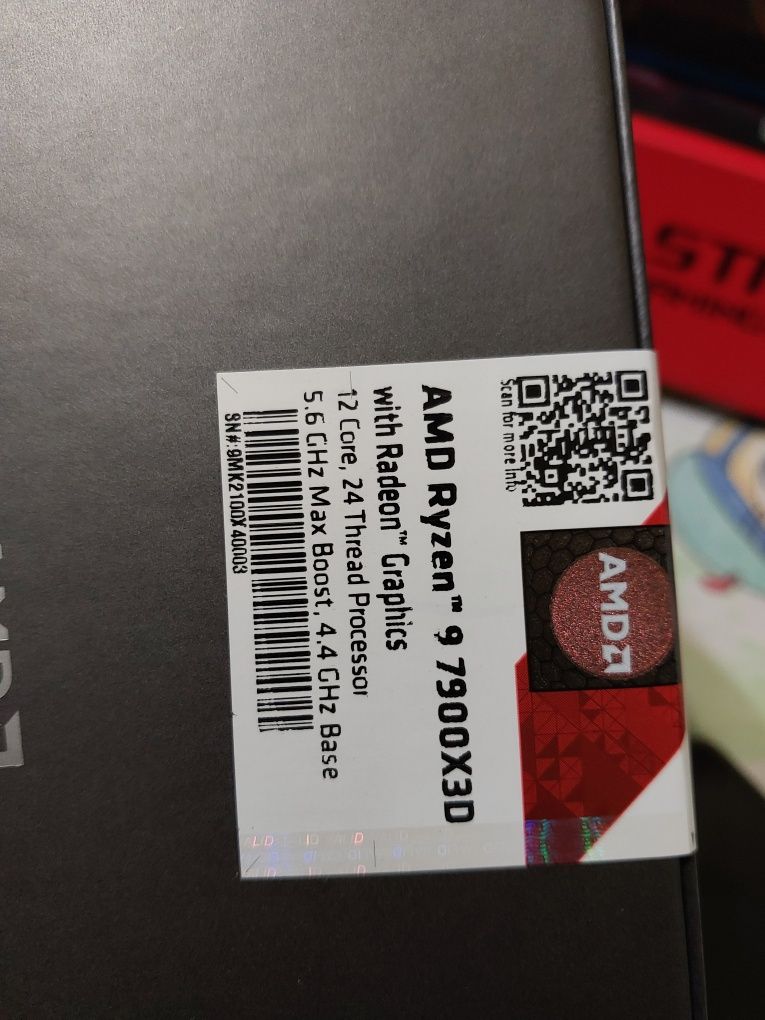 Scan for more info
AMD
AMD Ryzen™ 9 7900X3D
with Radeon™ Graphics
12 Core, 24 Thread Processor
5.6 GHz Max Boost, 4.4 GHz Base
SN#:9MK2100X40003